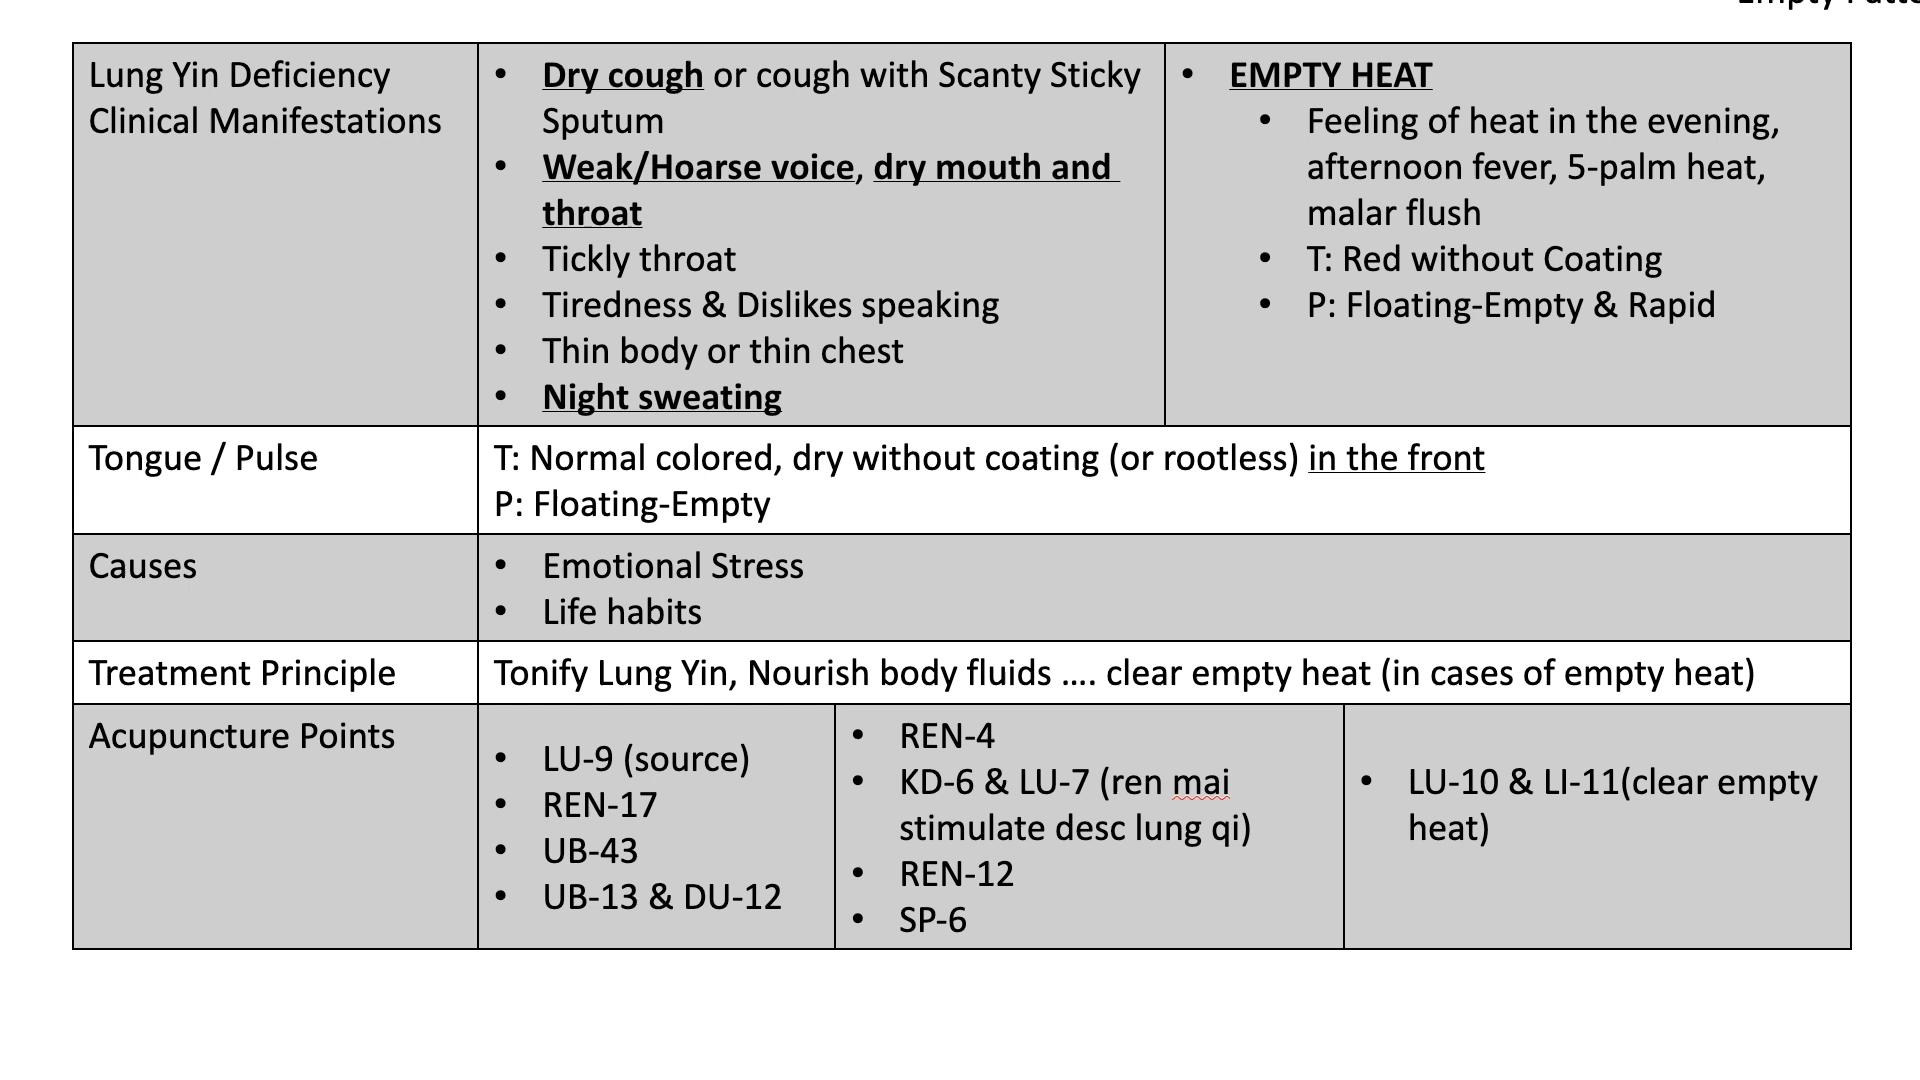 Lung Yin Deficiency
Clinical Manifestations
• Dry cough or cough with Scanty Sticky
Sputum
• Weak/Hoarse voice, dry mouth and
throat
• Tickly throat
• Tiredness & Dislikes speaking
• Thin body or thin chest
• Night sweating
• EMPTY HEAT
• Feeling of heat in the evening,
afternoon fever, 5-palm heat,
malar flush
• T: Red without Coating
• P: Floating-Empty & Rapid
Tongue / Pulse
T: Normal colored, dry without coating (or rootless) in the front
P: Floating-Empty
Causes
• Emotional Stress
• Life habits
Treatment Principle
Tonify Lung Yin, Nourish body fluids .... clear empty heat (in cases of empty heat)
Acupuncture Points
• LU-9 (source)
• REN-17
• UB-43
• UB-13 & DU-12
• REN-4
• KD-6 & LU-7 (ren mai
stimulate desc lung qi)
• REN-12
• SP-6
• LU-10 & LI-11(clear empty
heat)